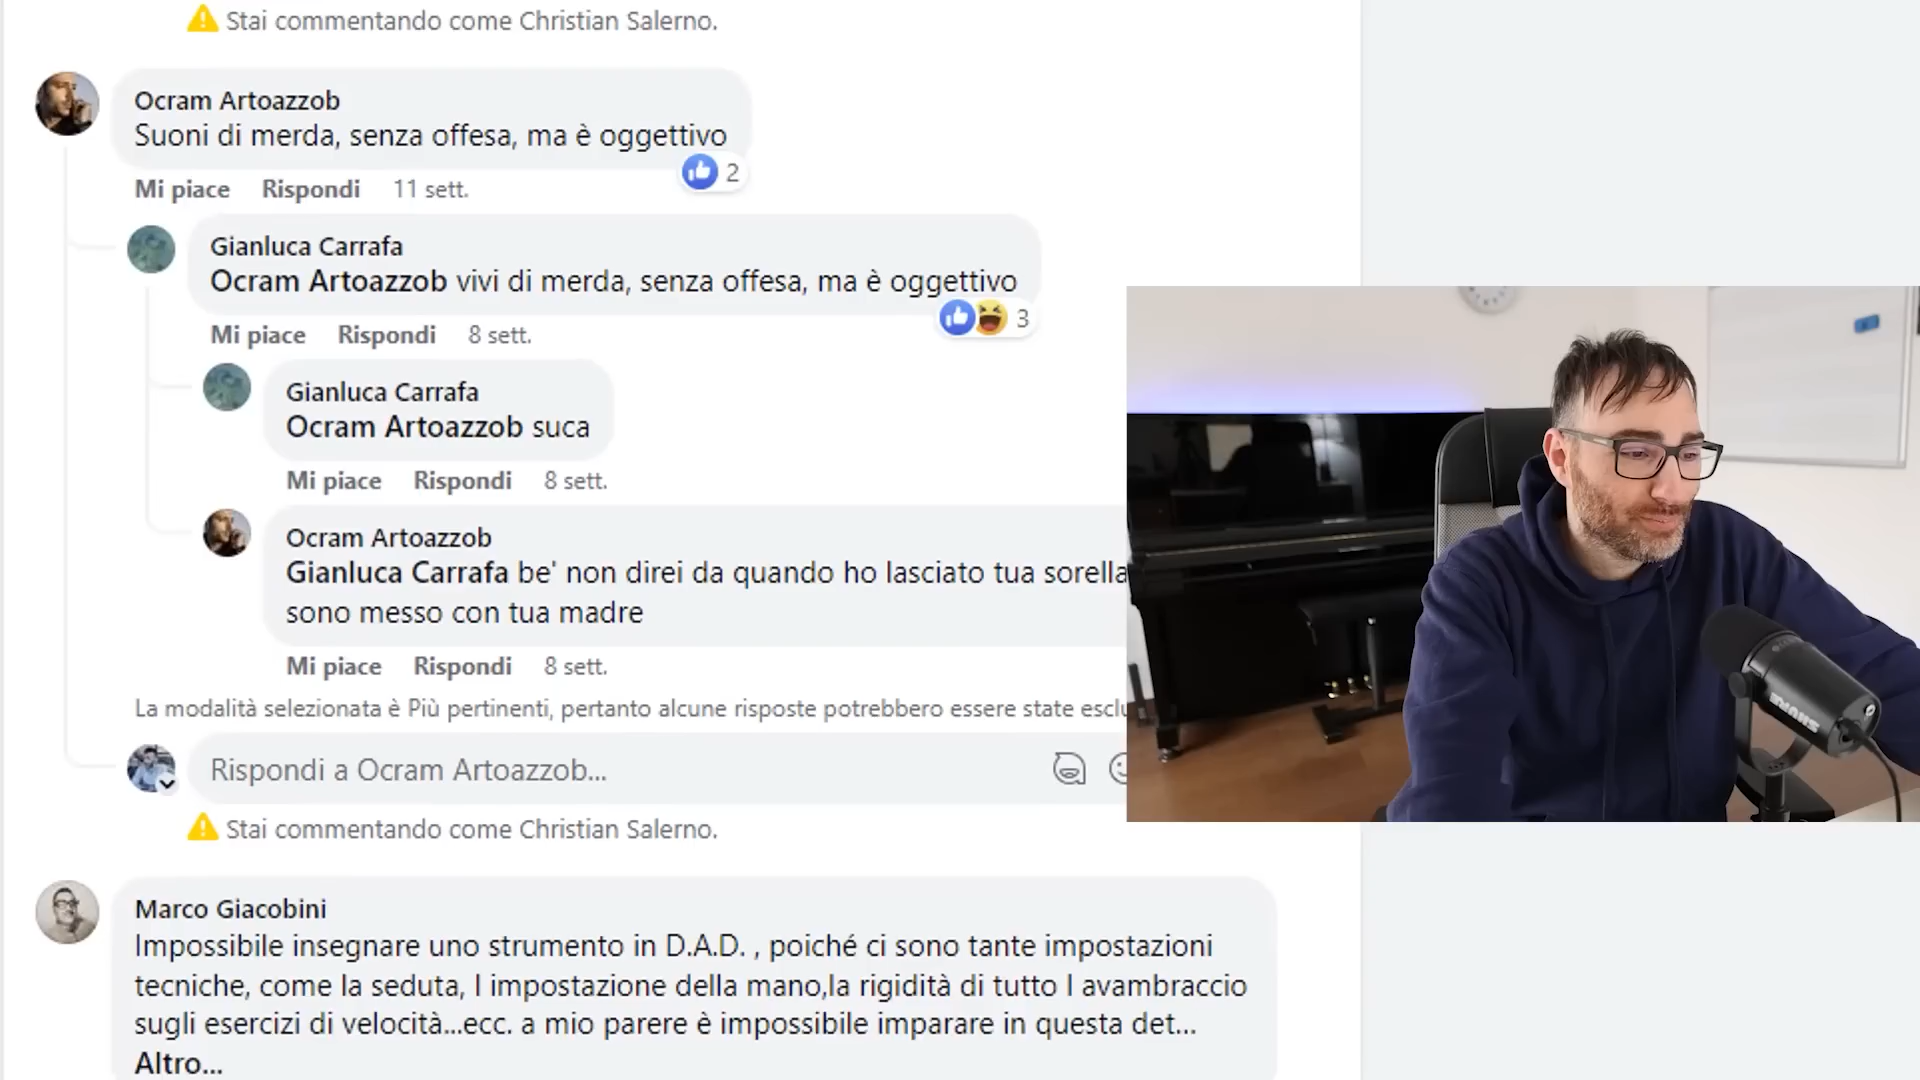 Stai commentando come Christian Salerno.
Ocram Artoazzob
Suoni di merda, senza offesa, ma è oggettivo
2
Mi piace Rispondi 11 sett.
Gianluca Carrafa
Ocram Artoazzob vivi di merda, senza offesa, ma è oggettivo
Mi piace Rispondi 8 sett.
3
Gianluca Carrafa
Ocram Artoazzob suca
Mi piace Rispondi 8 sett.
Ocram Artoazzob
Gianluca Carrafa be' non direi da quando ho lasciato tua sorella
sono messo con tua madre
Mi piace Rispondi 8 sett.
La modalità selezionata è Più pertinenti, pertanto alcune risposte potrebbero essere state esclu
Rispondi a Ocram Artoazzob...
Stai commentando come Christian Salerno.
Marco Giacobini
Impossibile insegnare uno strumento in D.A.D. , poiché ci sono tante impostazioni
tecniche, come la seduta, l impostazione della mano,la rigidità di tutto l avambraccio
sugli esercizi di velocità...ecc. a mio parere è impossibile imparare in questa det...
Altro...
SHURE